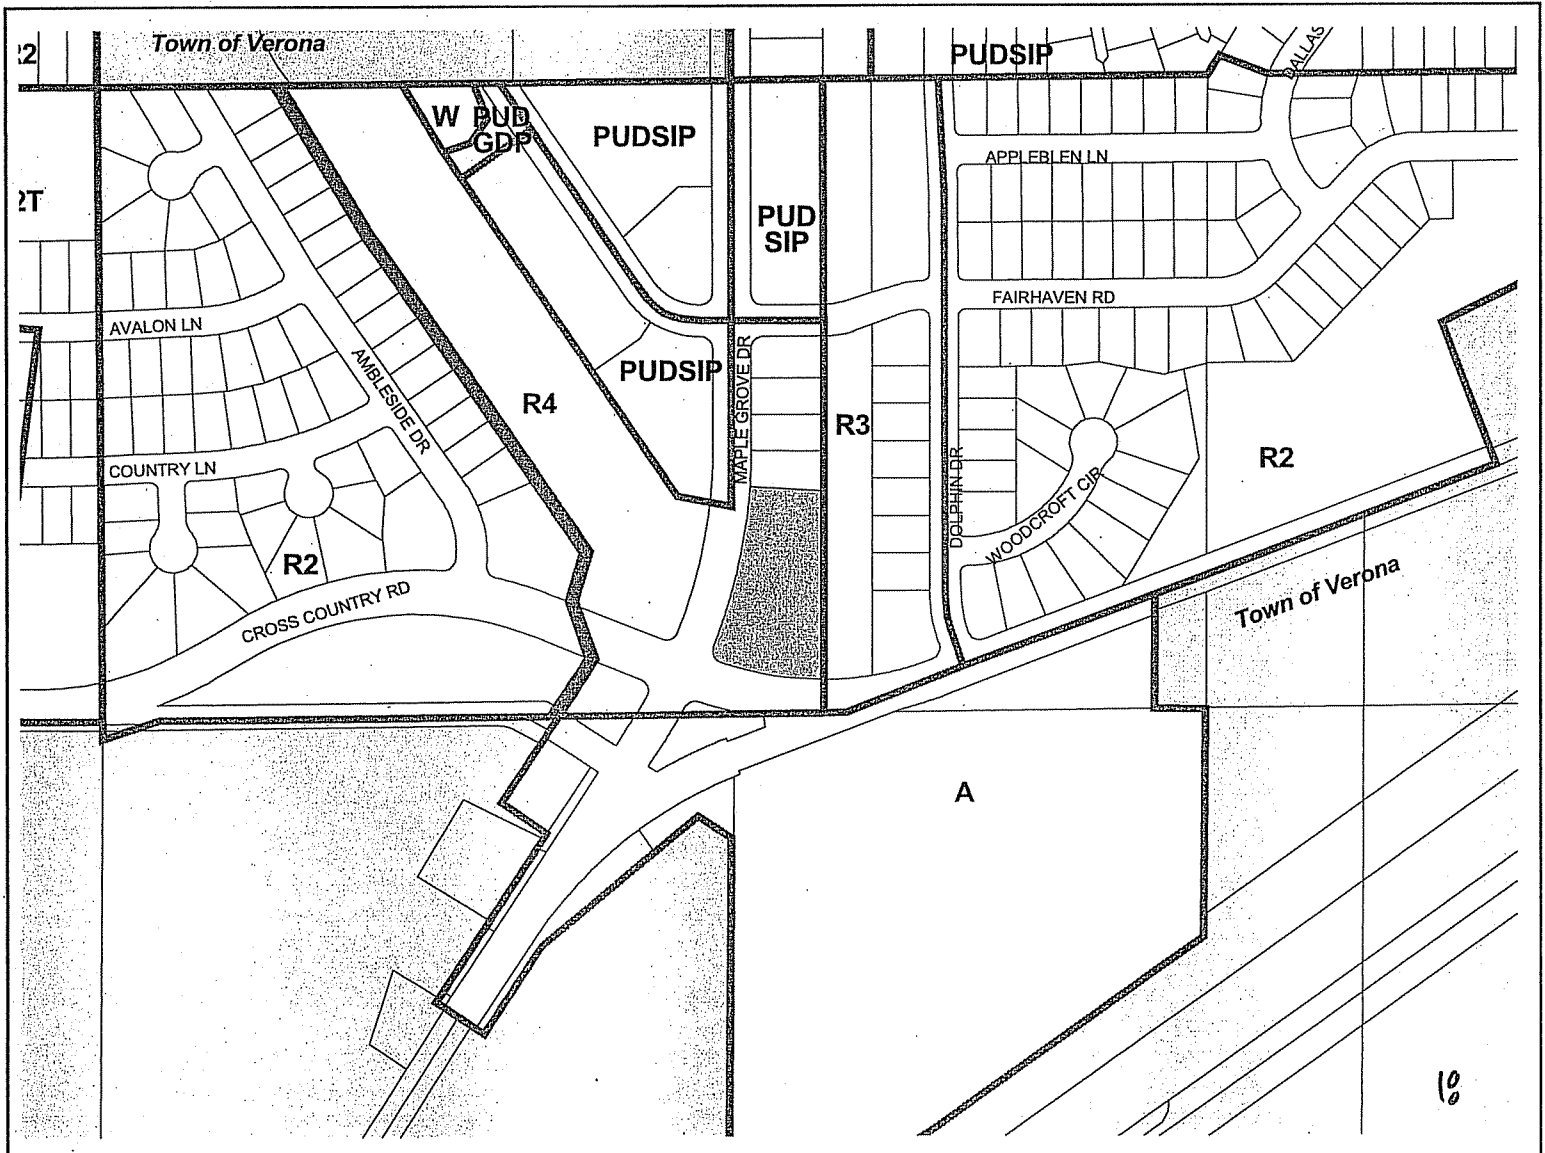 Town of Verona
PUDSIP
DALLAS
W
PUD
GDP
PUDSIP
APPLEBLEN LN
2T
PUD
SIP
FAIRHAVEN RD
AVALON LN
AMBLESIDE DR
PUDSIP
MAPLE GROVE DR
R4
R3
COUNTRY LN
DOLPHIN DR
R2
WOODCROFT CIR
R2
CROSS COUNTRY RD
Town of Verona
A